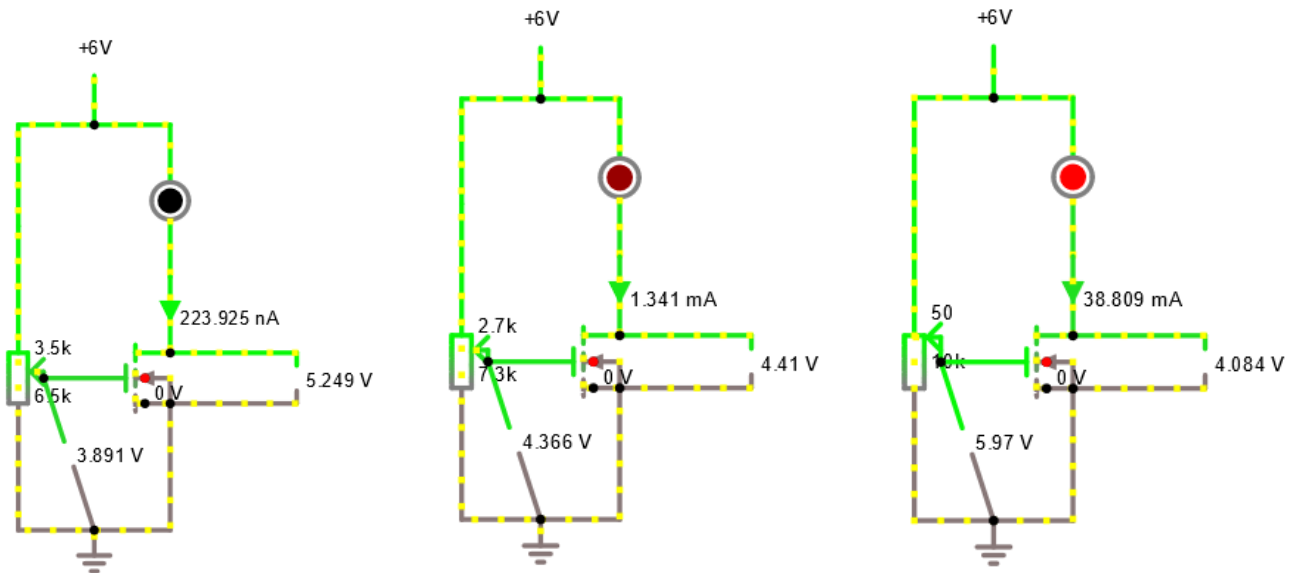 +6V
223.925 nA
3.5k
6.5k
0 V
5.249 V
3.891 V
+6V
1.341 mA
2.7k
7.3k
0 V
4.41 V
4.366 V
+6V
38.809 mA
50
10k
0 V
4.084 V
5.97 V